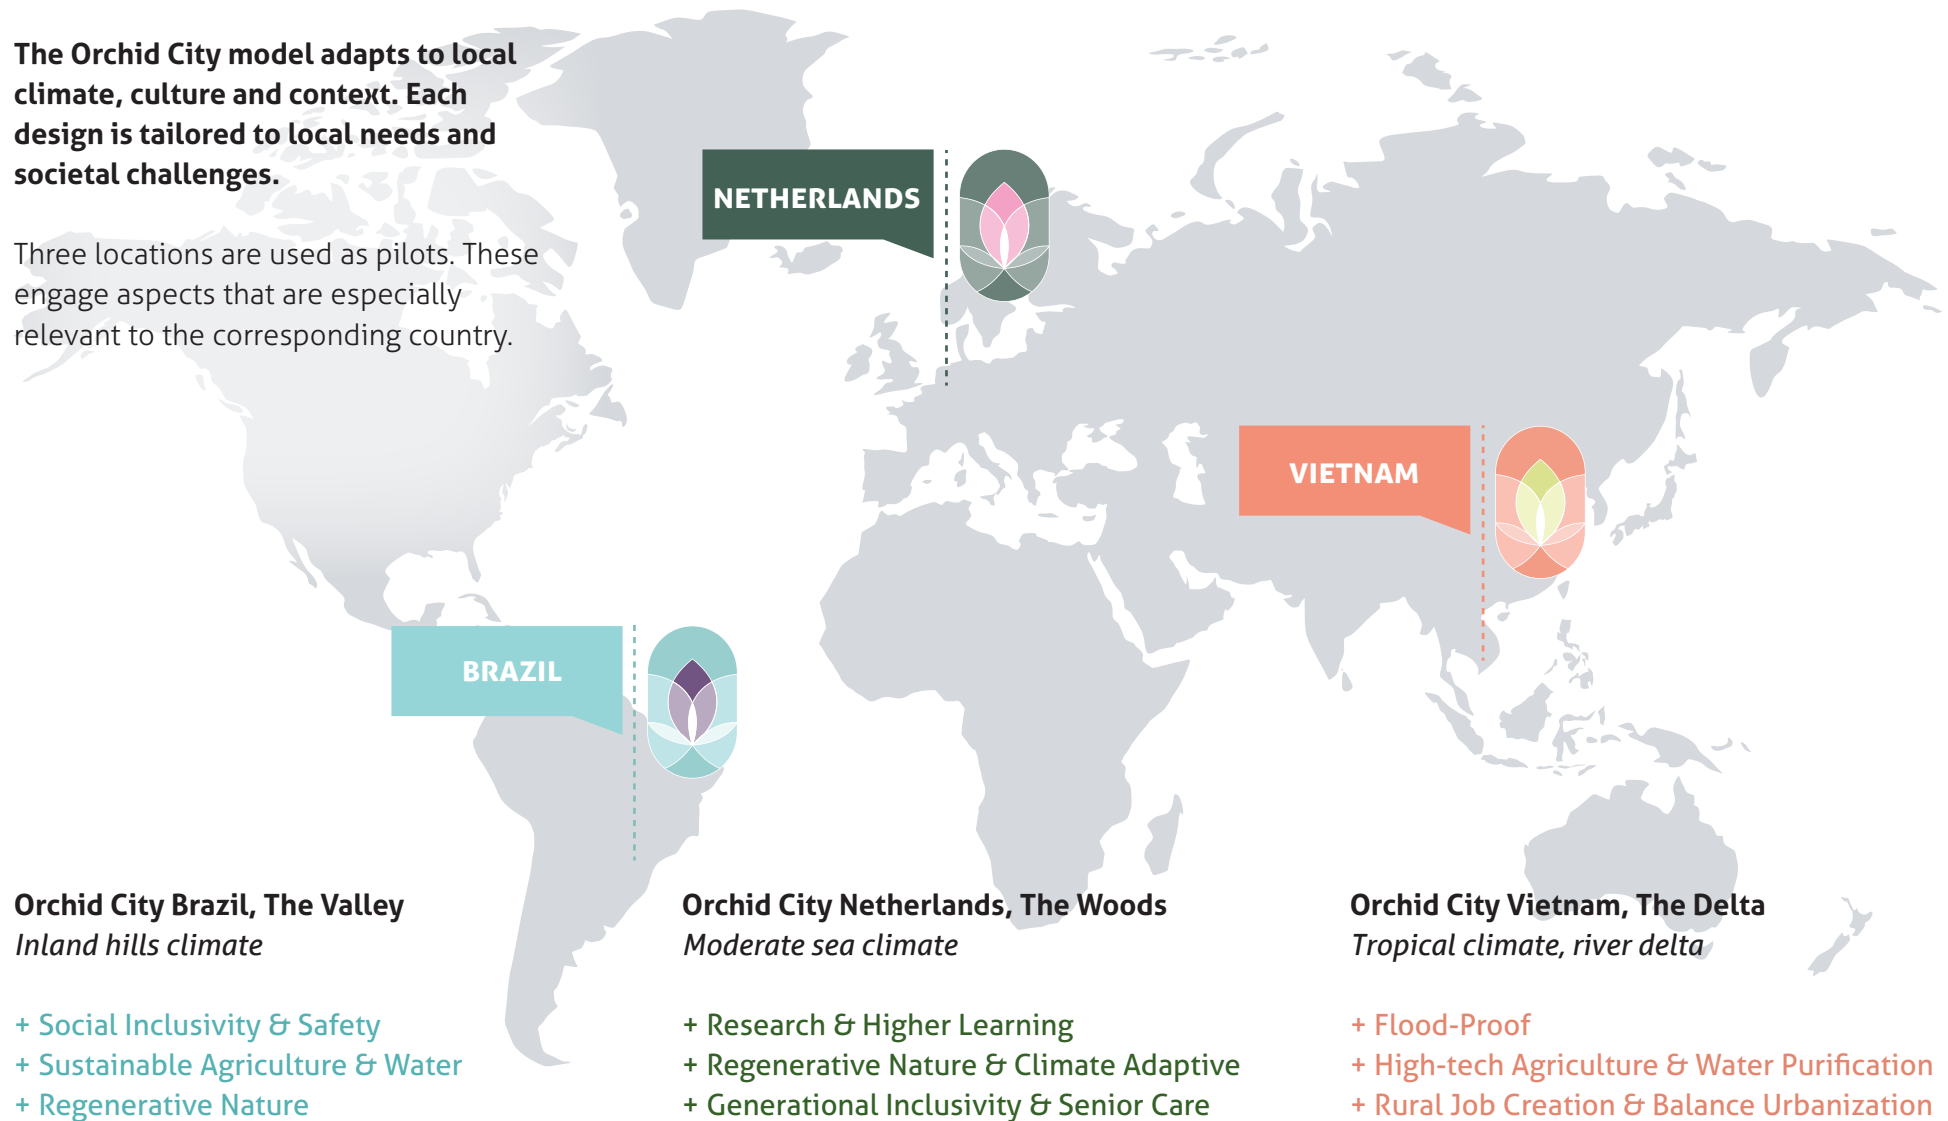 The Orchid City model adapts to local
climate, culture and context. Each
design is tailored to local needs and
societal challenges.
Three locations are used as pilots. These
engage aspects that are especially
relevant to the corresponding country.
NETHERLANDS
VIETNAM
BRAZIL
Orchid City Brazil, The Valley
Inland hills climate
+ Social Inclusivity & Safety
+ Sustainable Agriculture & Water
+ Regenerative Nature
Orchid City Netherlands, The Woods
Moderate sea climate
+ Research & Higher Learning
+ Regenerative Nature & Climate Adaptive
+ Generational Inclusivity & Senior Care
Orchid City Vietnam, The Delta
Tropical climate, river delta
+ Flood-Proof
+ High-tech Agriculture & Water Purification
+ Rural Job Creation & Balance Urbanization